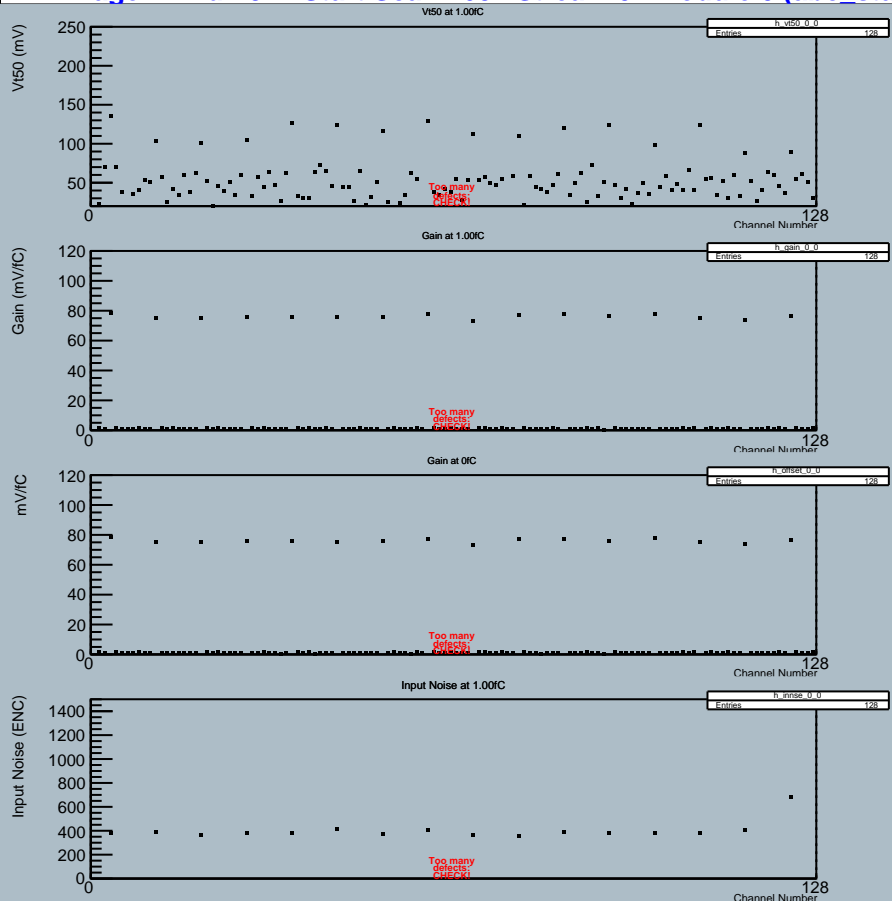 Vt50 at 1.00fC
h_vt50_0_0
Entries 128
Vt50 (mV)
250
200
150
100
50
0
128
Channel Number
Too many
defects:
CHECK!
Gain at 1.00fC
h_gain_0_0
Entries 128
Gain (mV/fC)
120
100
80
60
40
20
0
0
128
Channel Number
Too many
defects:
CHECK!
Gain at 0fC
h_offset_0_0
Entries 128
mV/fC
120
100
80
60
40
20
0
0
128
Channel Number
Too many
defects:
CHECK!
Input Noise at 1.00fC
h_innse_0_0
Entries 128
Input Noise (ENC)
1400
1200
1000
800
600
400
200
0
0
128
Channel Number
Too many
defects:
CHECK!